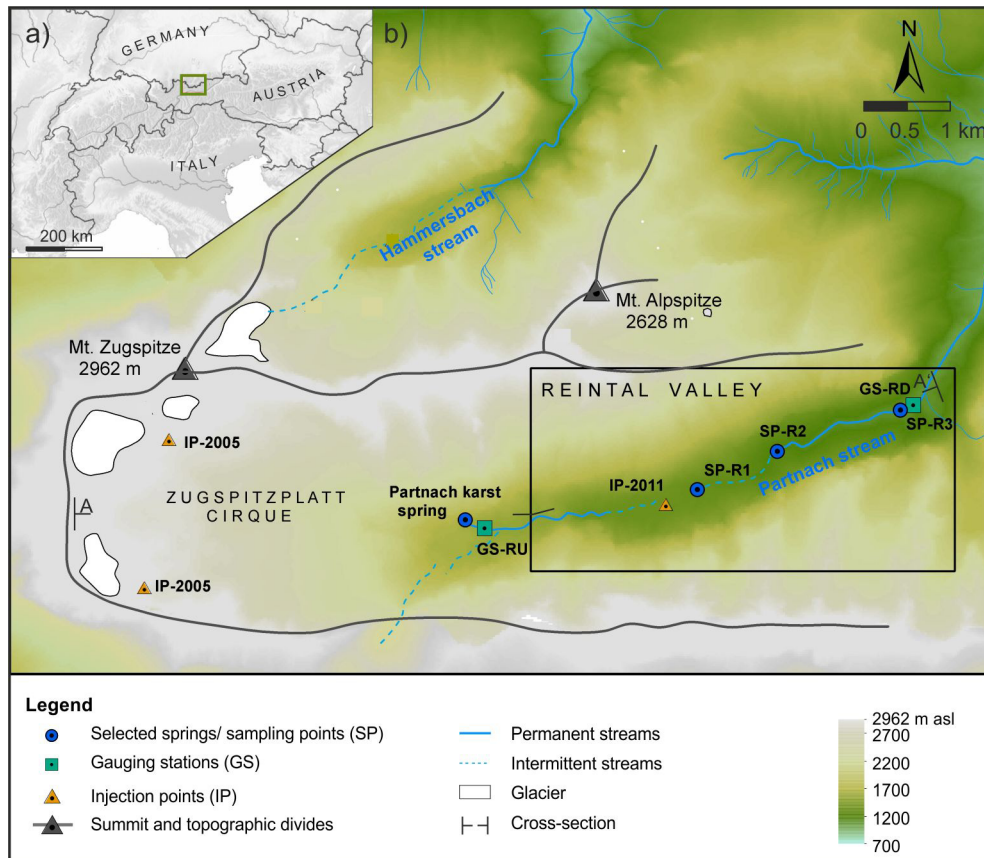 a)
GERMANY
AUSTRIA
ITALY
200 km
b)
N
0 0.5 1 km
Hammersbach
stream
Mt. Alpspitze
2628 m
Mt. Zugspitze
2962 m
REINTAL VALLEY
A'
GS-RD
SP-R3
SP-R2
Partnach stream
SP-R1
IP-2011
IP-2005
ZUGSPITZPLATT
CIRQUE
Partnach karst
spring
GS-RU
A
IP-2005
Legend
Selected springs/ sampling points (SP)
Gauging stations (GS)
Injection points (IP)
Summit and topographic divides
Permanent streams
Intermittent streams
Glacier
Cross-section
2962 m asl
2700
2200
1700
1200
700